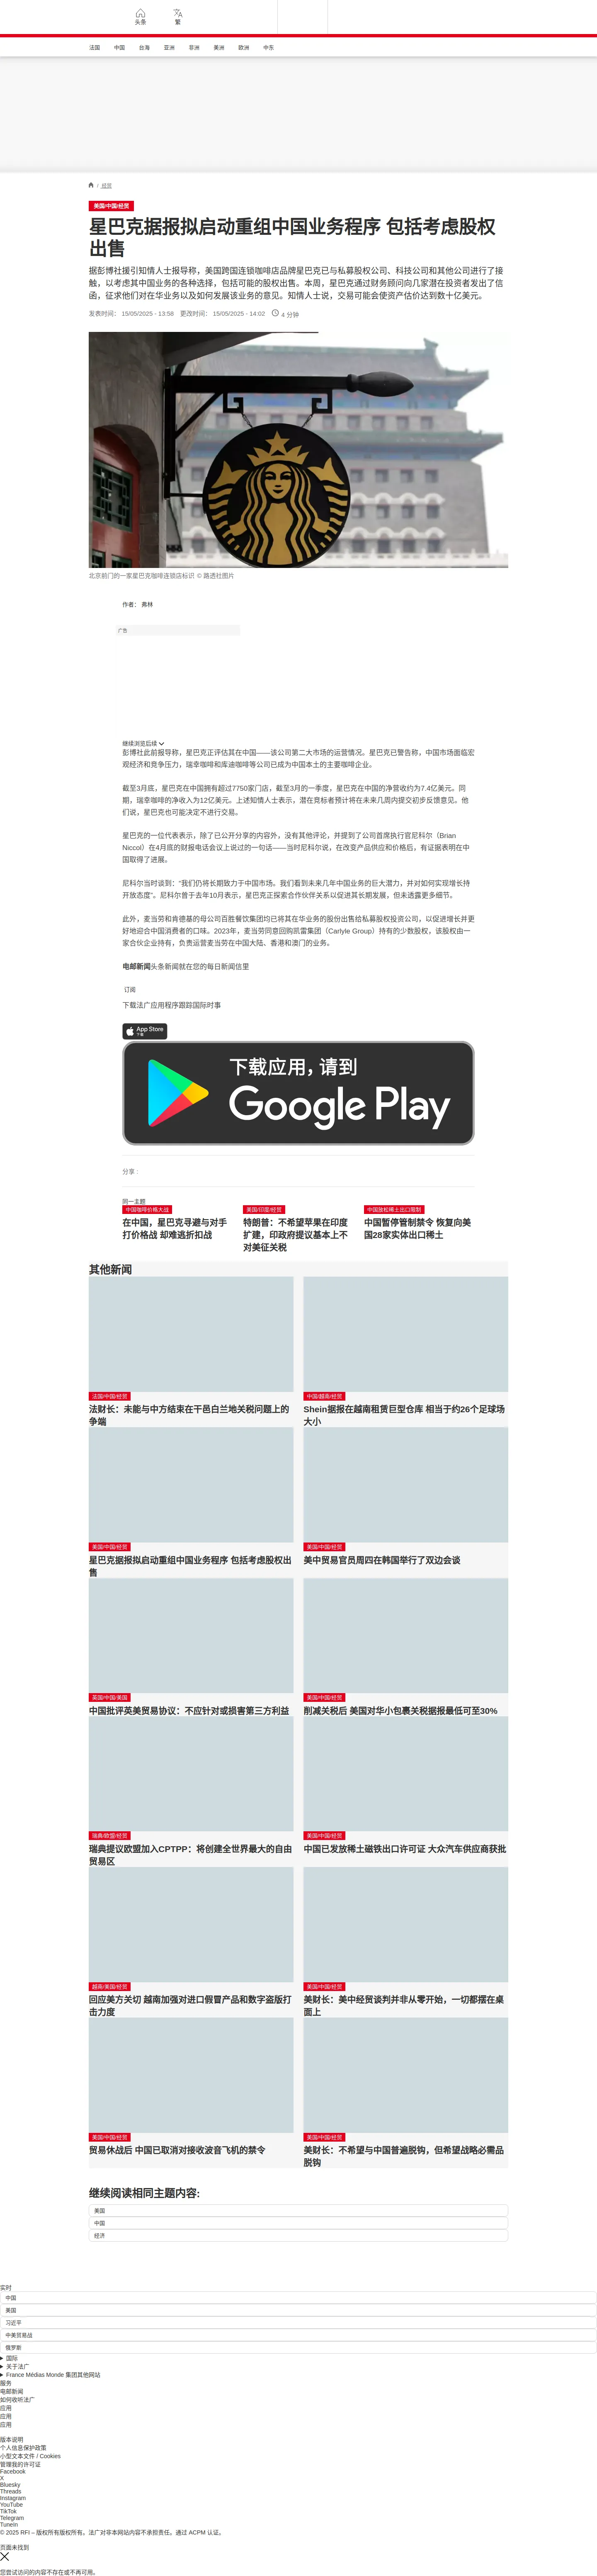 头条
繁
法国
中国
台海
亚洲
非洲
美洲
欧洲
中东
/ 经贸
美国/中国/经贸
星巴克据报拟启动重组中国业务程序 包括考虑股权
出售
据彭博社援引知情人士报导称，美国跨国连锁咖啡店品牌星巴克已与私募股权公司、科技公司和其他公司进行了接
触，以考虑其中国业务的各种选择，包括可能的股权出售。本周，星巴克通过财务顾问向几家潜在投资者发出了信
函，征求他们对在华业务以及如何发展该业务的意见。知情人士说，交易可能会使资产估价达到数十亿美元。
发表时间： 15/05/2025 - 13:58 更改时间： 15/05/2025 - 14:02 4 分钟
北京前门的一家星巴克咖啡连锁店标识 © 路透社图片
作者： 弗林
广告
继续浏览后续
彭博社此前报导称，星巴克正评估其在中国——该公司第二大市场的运营情况。星巴克已警告称，中国市场面临宏
观经济和竞争压力，瑞幸咖啡和库迪咖啡等公司已成为中国本土的主要咖啡企业。
截至3月底，星巴克在中国拥有超过7750家门店，截至3月的一季度，星巴克在中国的净营收约为7.4亿美元。同
期，瑞幸咖啡的净收入为12亿美元。上述知情人士表示，潜在竞标者预计将在未来几周内提交初步反馈意见。他
们说，星巴克也可能决定不进行交易。
星巴克的一位代表表示，除了已公开分享的内容外，没有其他评论，并提到了公司首席执行官尼科尔（Brian
Niccol）在4月底的财报电话会议上说过的一句话——当时尼科尔说，在改变产品供应和价格后，有证据表明在中
国取得了进展。
尼科尔当时谈到：“我们仍将长期致力于中国市场。我们看到未来几年中国业务的巨大潜力，并对如何实现增长持
开放态度”。尼科尔曾于去年10月表示，星巴克正探索合作伙伴关系以促进其长期发展，但未透露更多细节。
此外，麦当劳和肯德基的母公司百胜餐饮集团均已将其在华业务的股份出售给私募股权投资公司，以促进增长并更
好地迎合中国消费者的口味。2023年，麦当劳同意回购凯雷集团（Carlyle Group）持有的少数股权，该股权由一
家合伙企业持有，负责运营麦当劳在中国大陆、香港和澳门的业务。
电邮新闻头条新闻就在您的每日新闻信里
订阅
下载法广应用程序跟踪国际时事
App Store
下载
下载应用，请到
Google Play
分享 :
同一主题
中国咖啡价格大战
在中国，星巴克寻避与对手
打价格战 却难逃折扣战
美国/印度/经贸
特朗普：不希望苹果在印度
扩建，印政府提议基本上不
对美征关税
中国放松稀土出口限制
中国暂停管制禁令 恢复向美
国28家实体出口稀土
其他新闻
法国/中国/经贸
法财长：未能与中方结束在干邑白兰地关税问题上的
争端
中国/越南/经贸
Shein据报在越南租赁巨型仓库 相当于约26个足球场
大小
美国/中国/经贸
星巴克据报拟启动重组中国业务程序 包括考虑股权出
售
美国/中国/经贸
美中贸易官员周四在韩国举行了双边会谈
英国/中国/美国
中国批评英美贸易协议：不应针对或损害第三方利益
美国/中国/经贸
削减关税后 美国对华小包裹关税据报最低可至30%
瑞典/欧盟/经贸
瑞典提议欧盟加入CPTPP：将创建全世界最大的自由
贸易区
美国/中国/经贸
中国已发放稀土磁铁出口许可证 大众汽车供应商获批
越南/美国/经贸
回应美方关切 越南加强对进口假冒产品和数字盗版打
击力度
美国/中国/经贸
美财长：美中经贸谈判并非从零开始，一切都摆在桌
面上
美国/中国/经贸
贸易休战后 中国已取消对接收波音飞机的禁令
美国/中国/经贸
美财长：不希望与中国普遍脱钩，但希望战略必需品
脱钩
继续阅读相同主题内容:
美国
中国
经济
实时
中国
美国
习近平
中美贸易战
俄罗斯
国际
关于法广
France Médias Monde 集团其他网站
服务
电邮新闻
如何收听法广
应用
应用
应用
版本说明
个人信息保护政策
小型文本文件 / Cookies
管理我的许可证
Facebook
X
Bluesky
Threads
Instagram
YouTube
TikTok
Telegram
TuneIn
© 2025 RFI – 版权所有版权所有。法广对非本网站内容不承担责任。通过 ACPM 认证。
页面未找到
您尝试访问的内容不存在或不再可用。